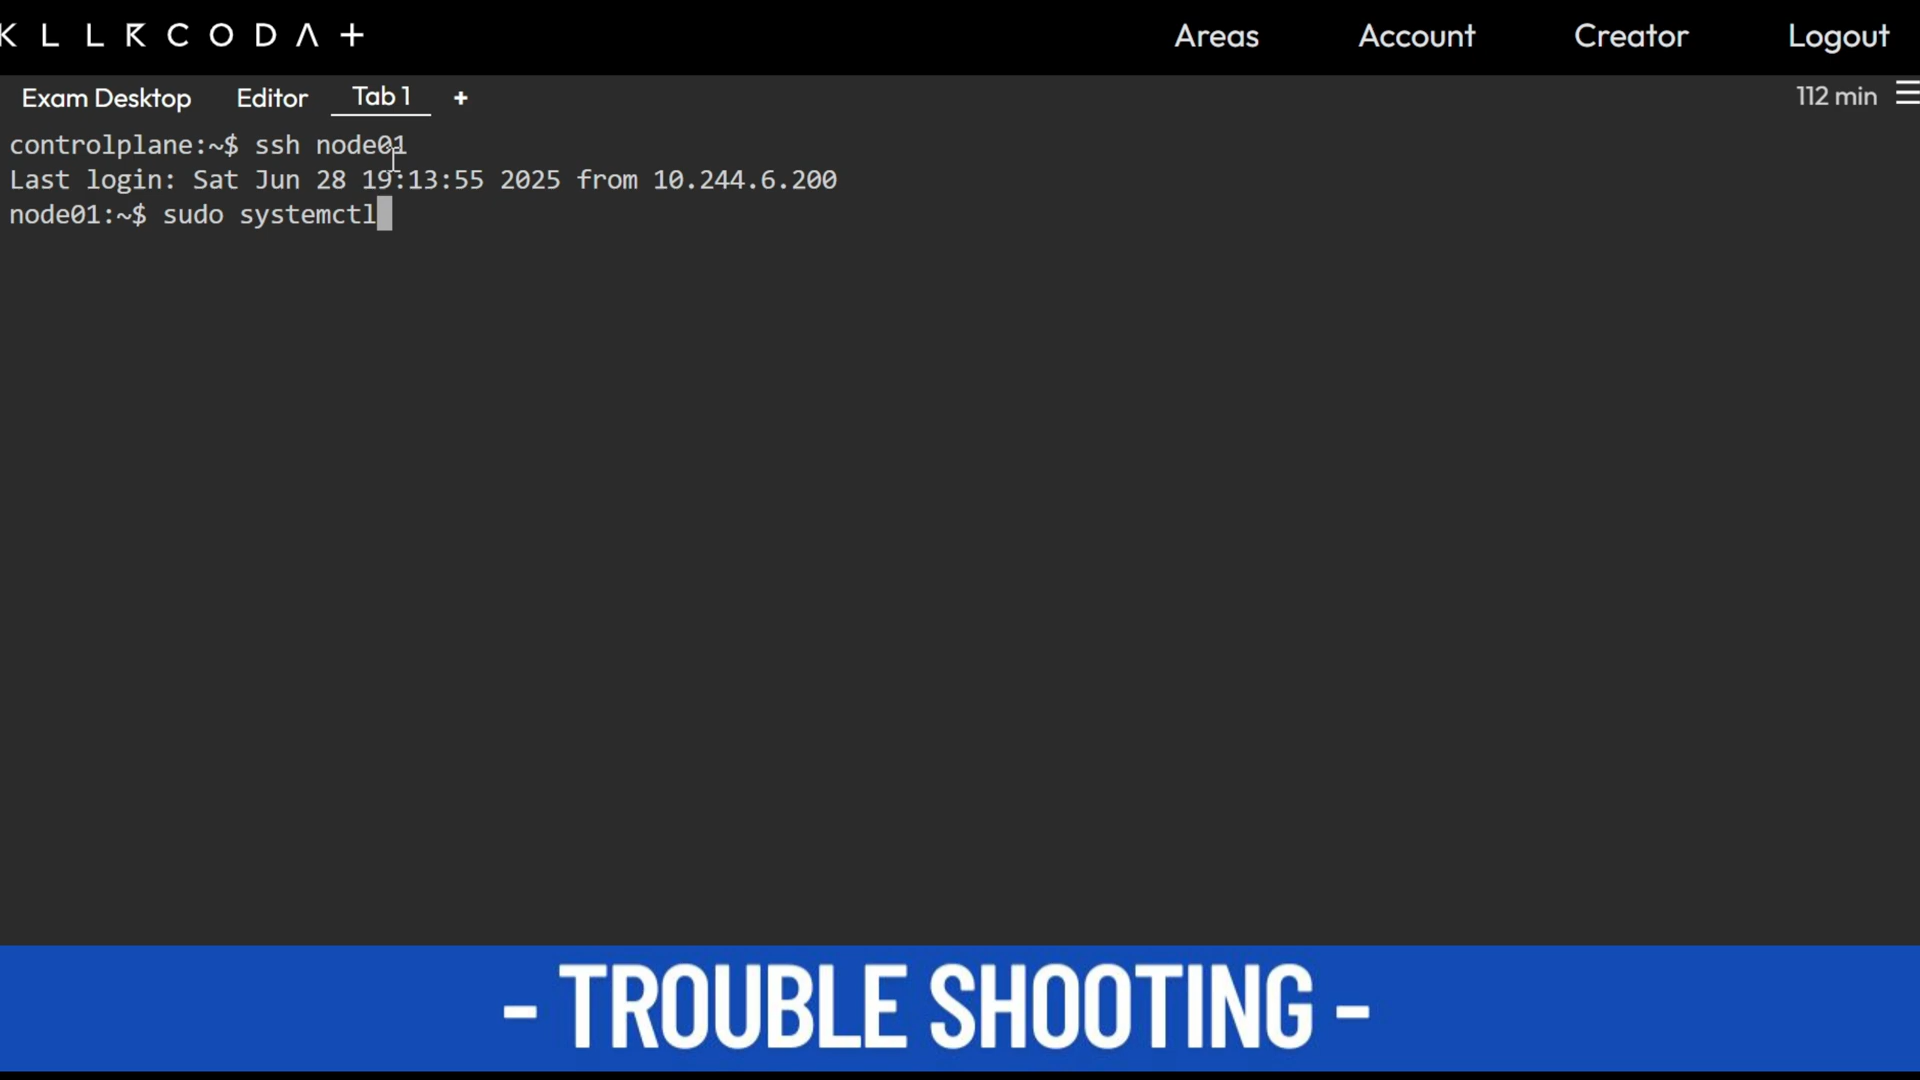 KLLRCODA+
Areas Account Creator Logout
Exam Desktop Editor Tab 1 + 112 min
controlplane:~$ ssh node01
Last login: Sat Jun 28 19:13:55 2025 from 10.244.6.200
node01:~$ sudo systemctl
- TROUBLE SHOOTING -